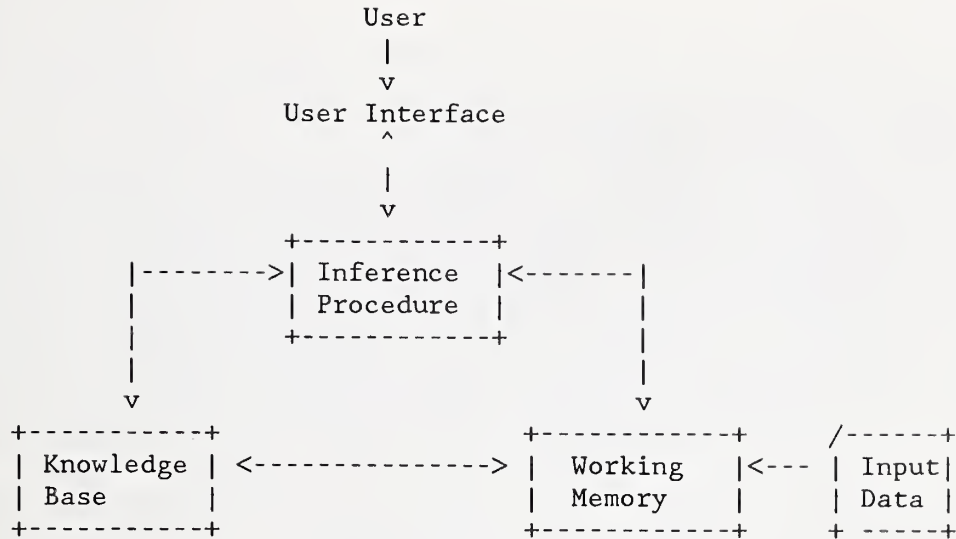 User
User Interface
Inference
Procedure
Knowledge
Base
Working
Memory
Input
Data